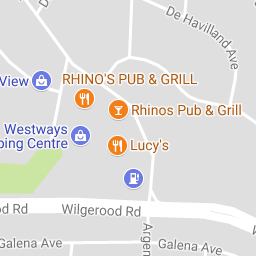 De Havilland Ave
View
RHINO'S PUB & GRILL
Rhinos Pub & Grill
Westways
ping Centre
Lucy's
od Rd
Wilgerood Rd
Argen
Galena Ave
Galena Ave